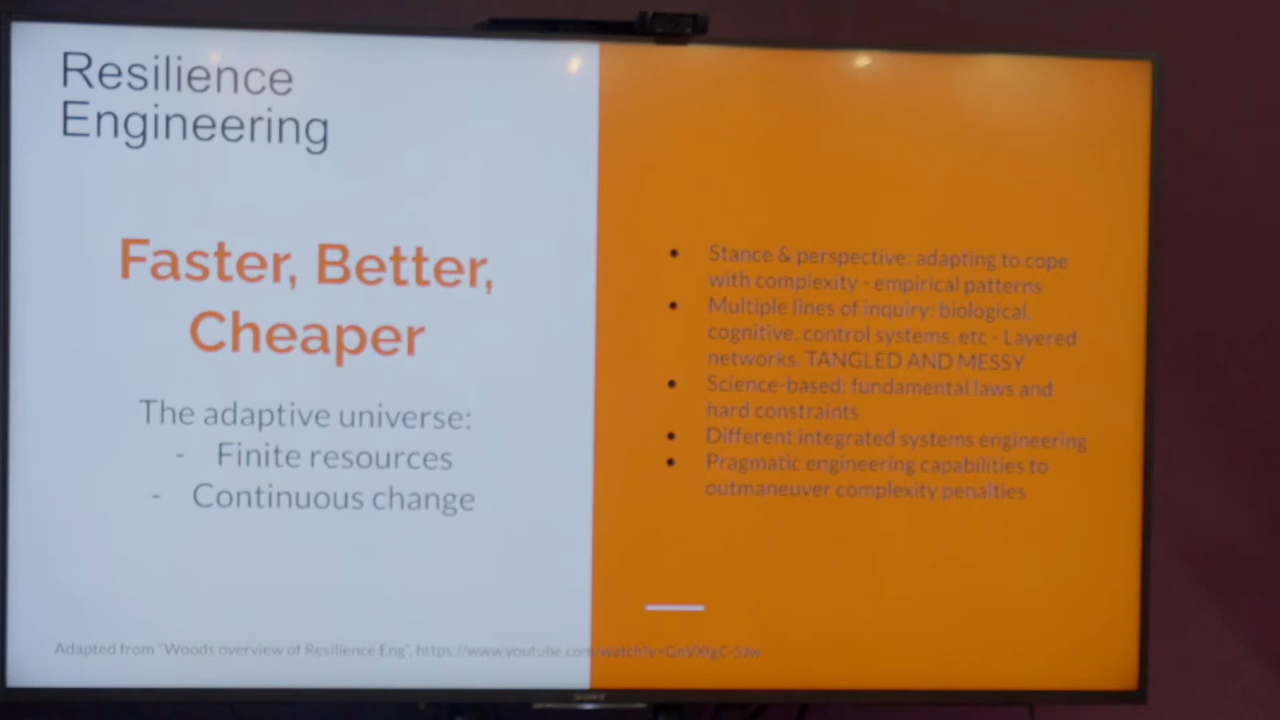 Resilience
Engineering
Faster, Better,
Cheaper
The adaptive universe:
- Finite resources
- Continuous change
• Stance & perspective: adapting to cope
with complexity - empirical patterns
• Multiple lines of inquiry: biological,
cognitive, control systems, etc - Layered
networks, TANGLED AND MESSY
• Science-based: fundamental laws and
hard constraints
• Different integrated systems engineering
• Pragmatic engineering capabilities to
outmaneuver complexity penalties
Adapted from "Woods overview of Resilience Eng", https://www.youtube.com/watch?v=
SONY